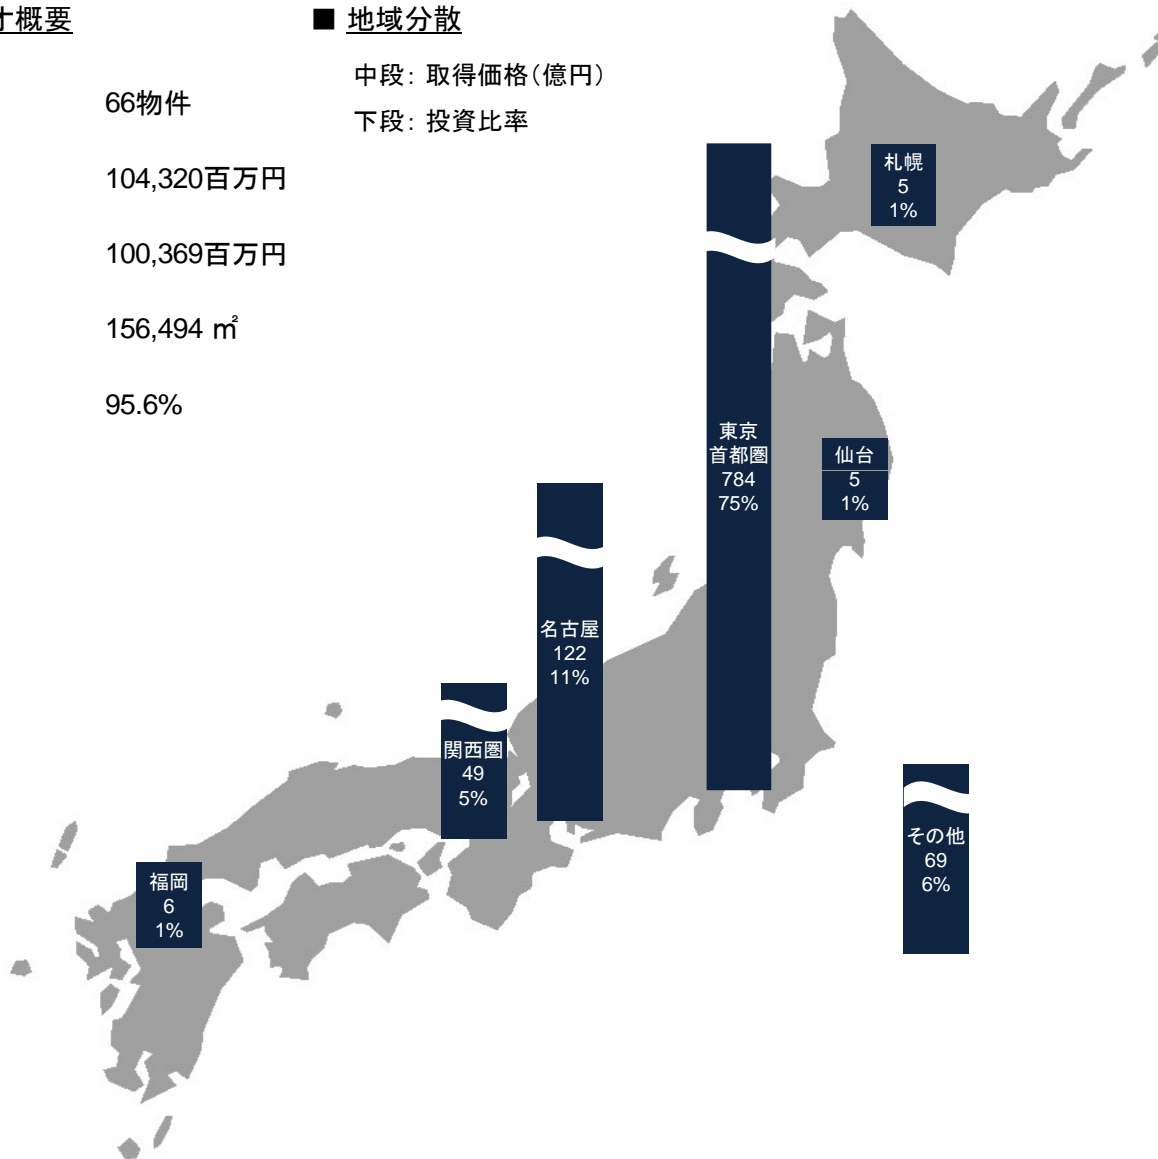 オ概要
66物件
104,320百万円
100,369百万円
156,494 ㎡
95.6%
■ 地域分散
中段：取得価格（億円）
下段：投資比率
札幌
5
1%
東京
首都圏
784
75%
仙台
5
1%
名古屋
122
11%
関西圏
49
5%
その他
69
6%
福岡
6
1%